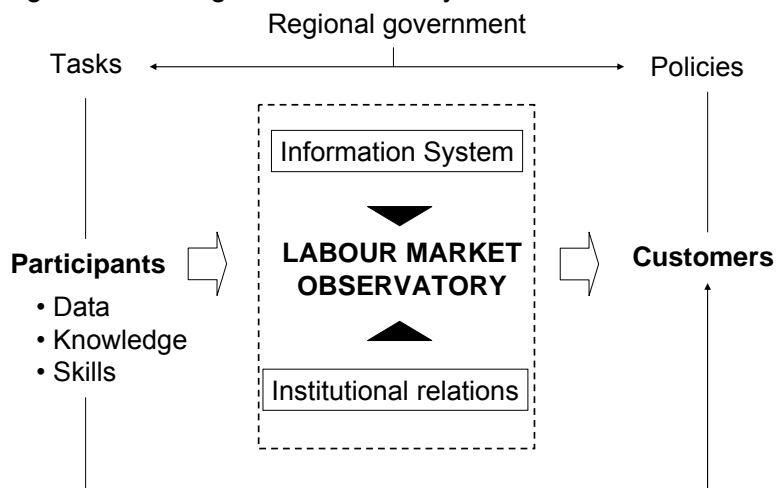 Regional government
Tasks
Policies
Information System
LABOUR MARKET
OBSERVATORY
Participants
• Data
• Knowledge
• Skills
Customers
Institutional relations